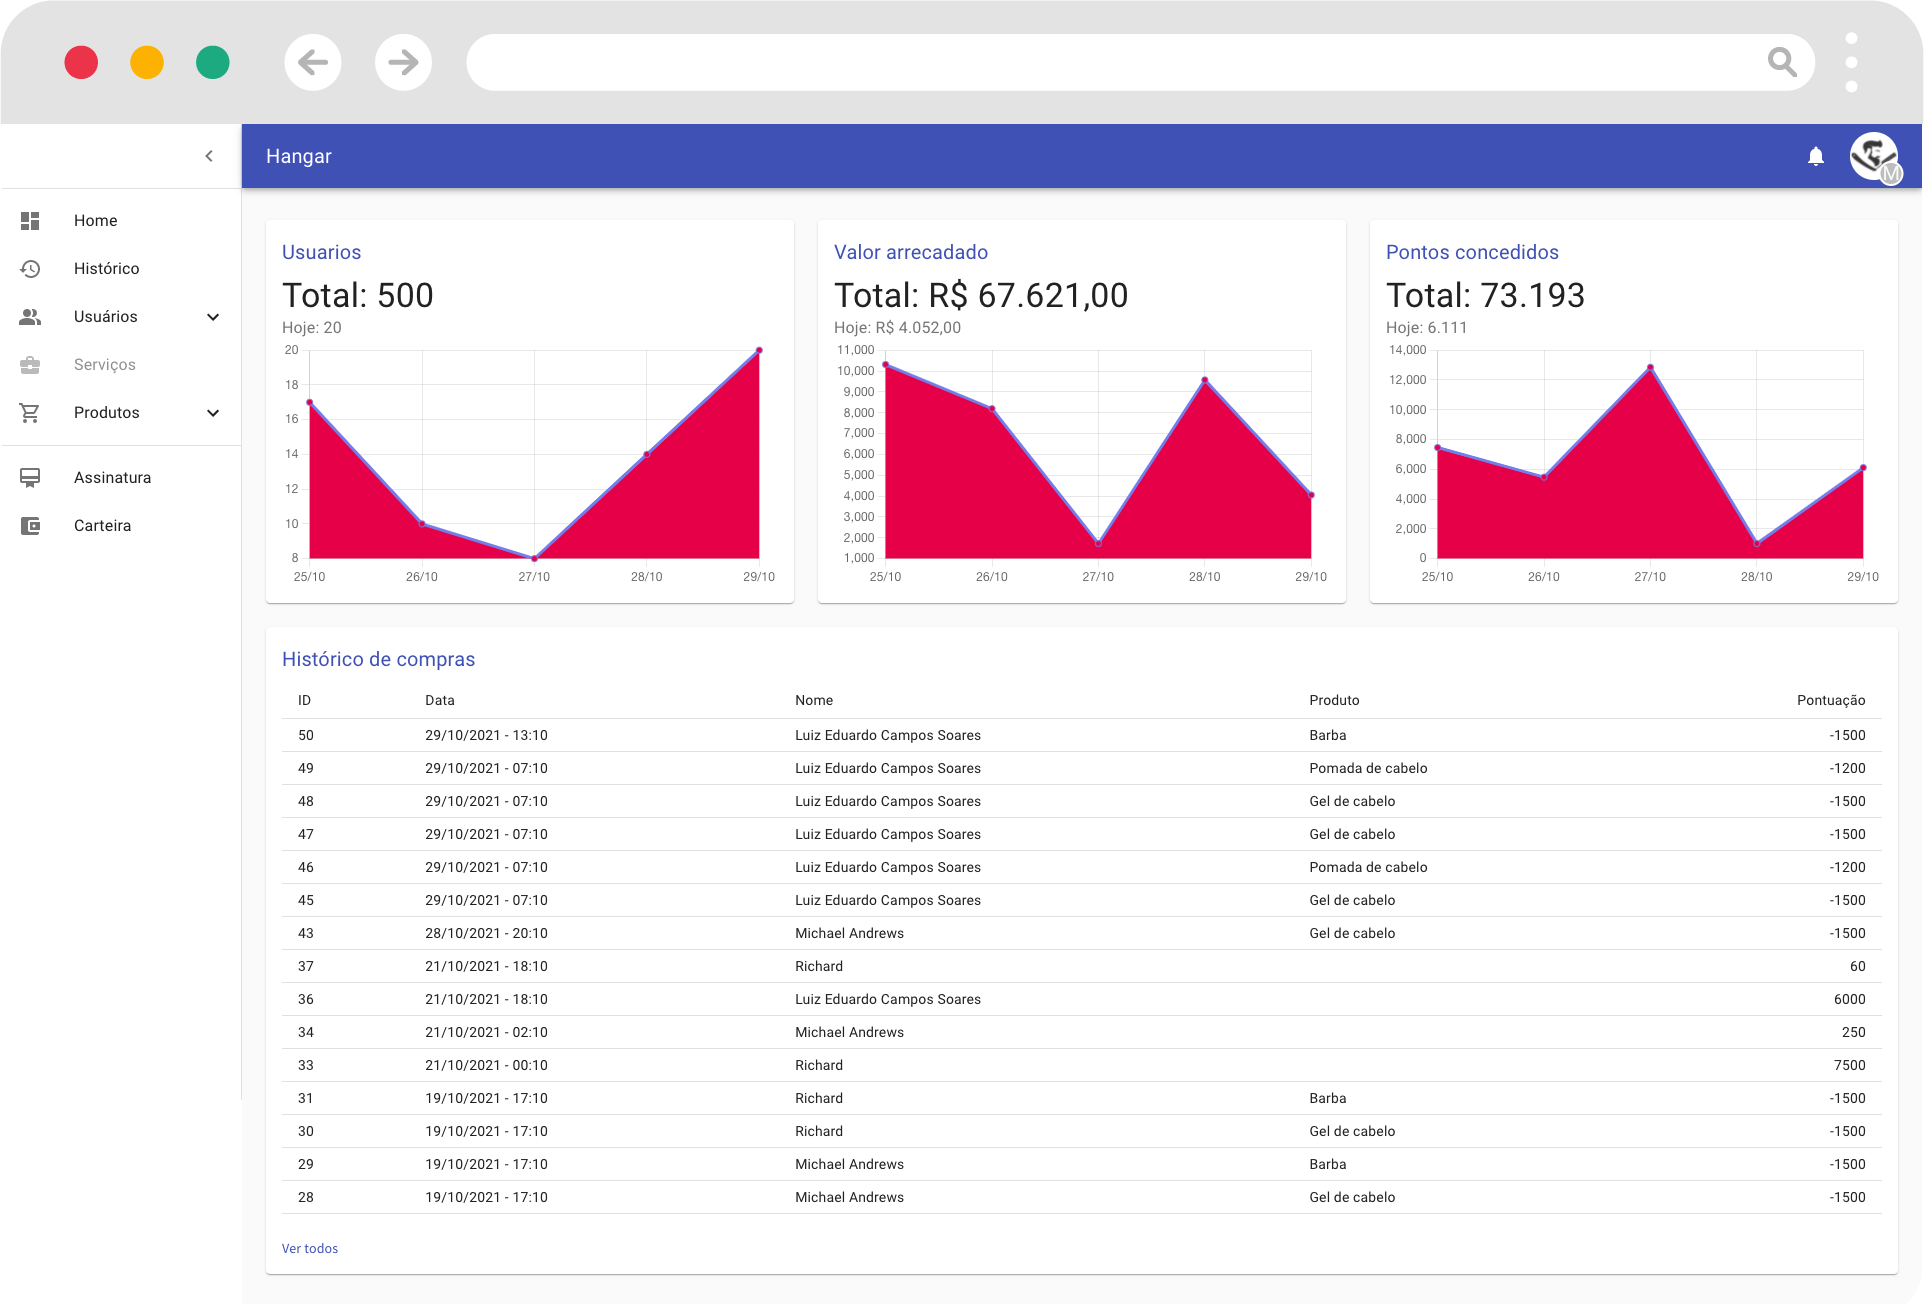 Hangar
M
Home
Histórico
Usuários
Serviços
Produtos
Assinatura
Carteira
Usuarios
Total: 500
Hoje: 20
20
18
16
14
12
10
8
25/10 26/10 27/10 28/10 29/10
Valor arrecadado
Total: R$ 67.621,00
Hoje: R$ 4.052,00
11,000
10,000
9,000
8,000
7,000
6,000
5,000
4,000
3,000
2,000
1,000
25/10 26/10 27/10 28/10 29/10
Pontos concedidos
Total: 73.193
Hoje: 6.111
14,000
12,000
10,000
8,000
6,000
4,000
2,000
0
25/10 26/10 27/10 28/10 29/10
Histórico de compras
ID Data Nome Produto Pontuação
50 29/10/2021 - 13:10 Luiz Eduardo Campos Soares Barba -1500
49 29/10/2021 - 07:10 Luiz Eduardo Campos Soares Pomada de cabelo -1200
48 29/10/2021 - 07:10 Luiz Eduardo Campos Soares Gel de cabelo -1500
47 29/10/2021 - 07:10 Luiz Eduardo Campos Soares Gel de cabelo -1500
46 29/10/2021 - 07:10 Luiz Eduardo Campos Soares Pomada de cabelo -1200
45 29/10/2021 - 07:10 Luiz Eduardo Campos Soares Gel de cabelo -1500
43 28/10/2021 - 20:10 Michael Andrews Gel de cabelo -1500
37 21/10/2021 - 18:10 Richard 60
36 21/10/2021 - 18:10 Luiz Eduardo Campos Soares 6000
34 21/10/2021 - 02:10 Michael Andrews 250
33 21/10/2021 - 00:10 Richard 7500
31 19/10/2021 - 17:10 Richard Barba -1500
30 19/10/2021 - 17:10 Richard Gel de cabelo -1500
29 19/10/2021 - 17:10 Michael Andrews Barba -1500
28 19/10/2021 - 17:10 Michael Andrews Gel de cabelo -1500
Ver todos